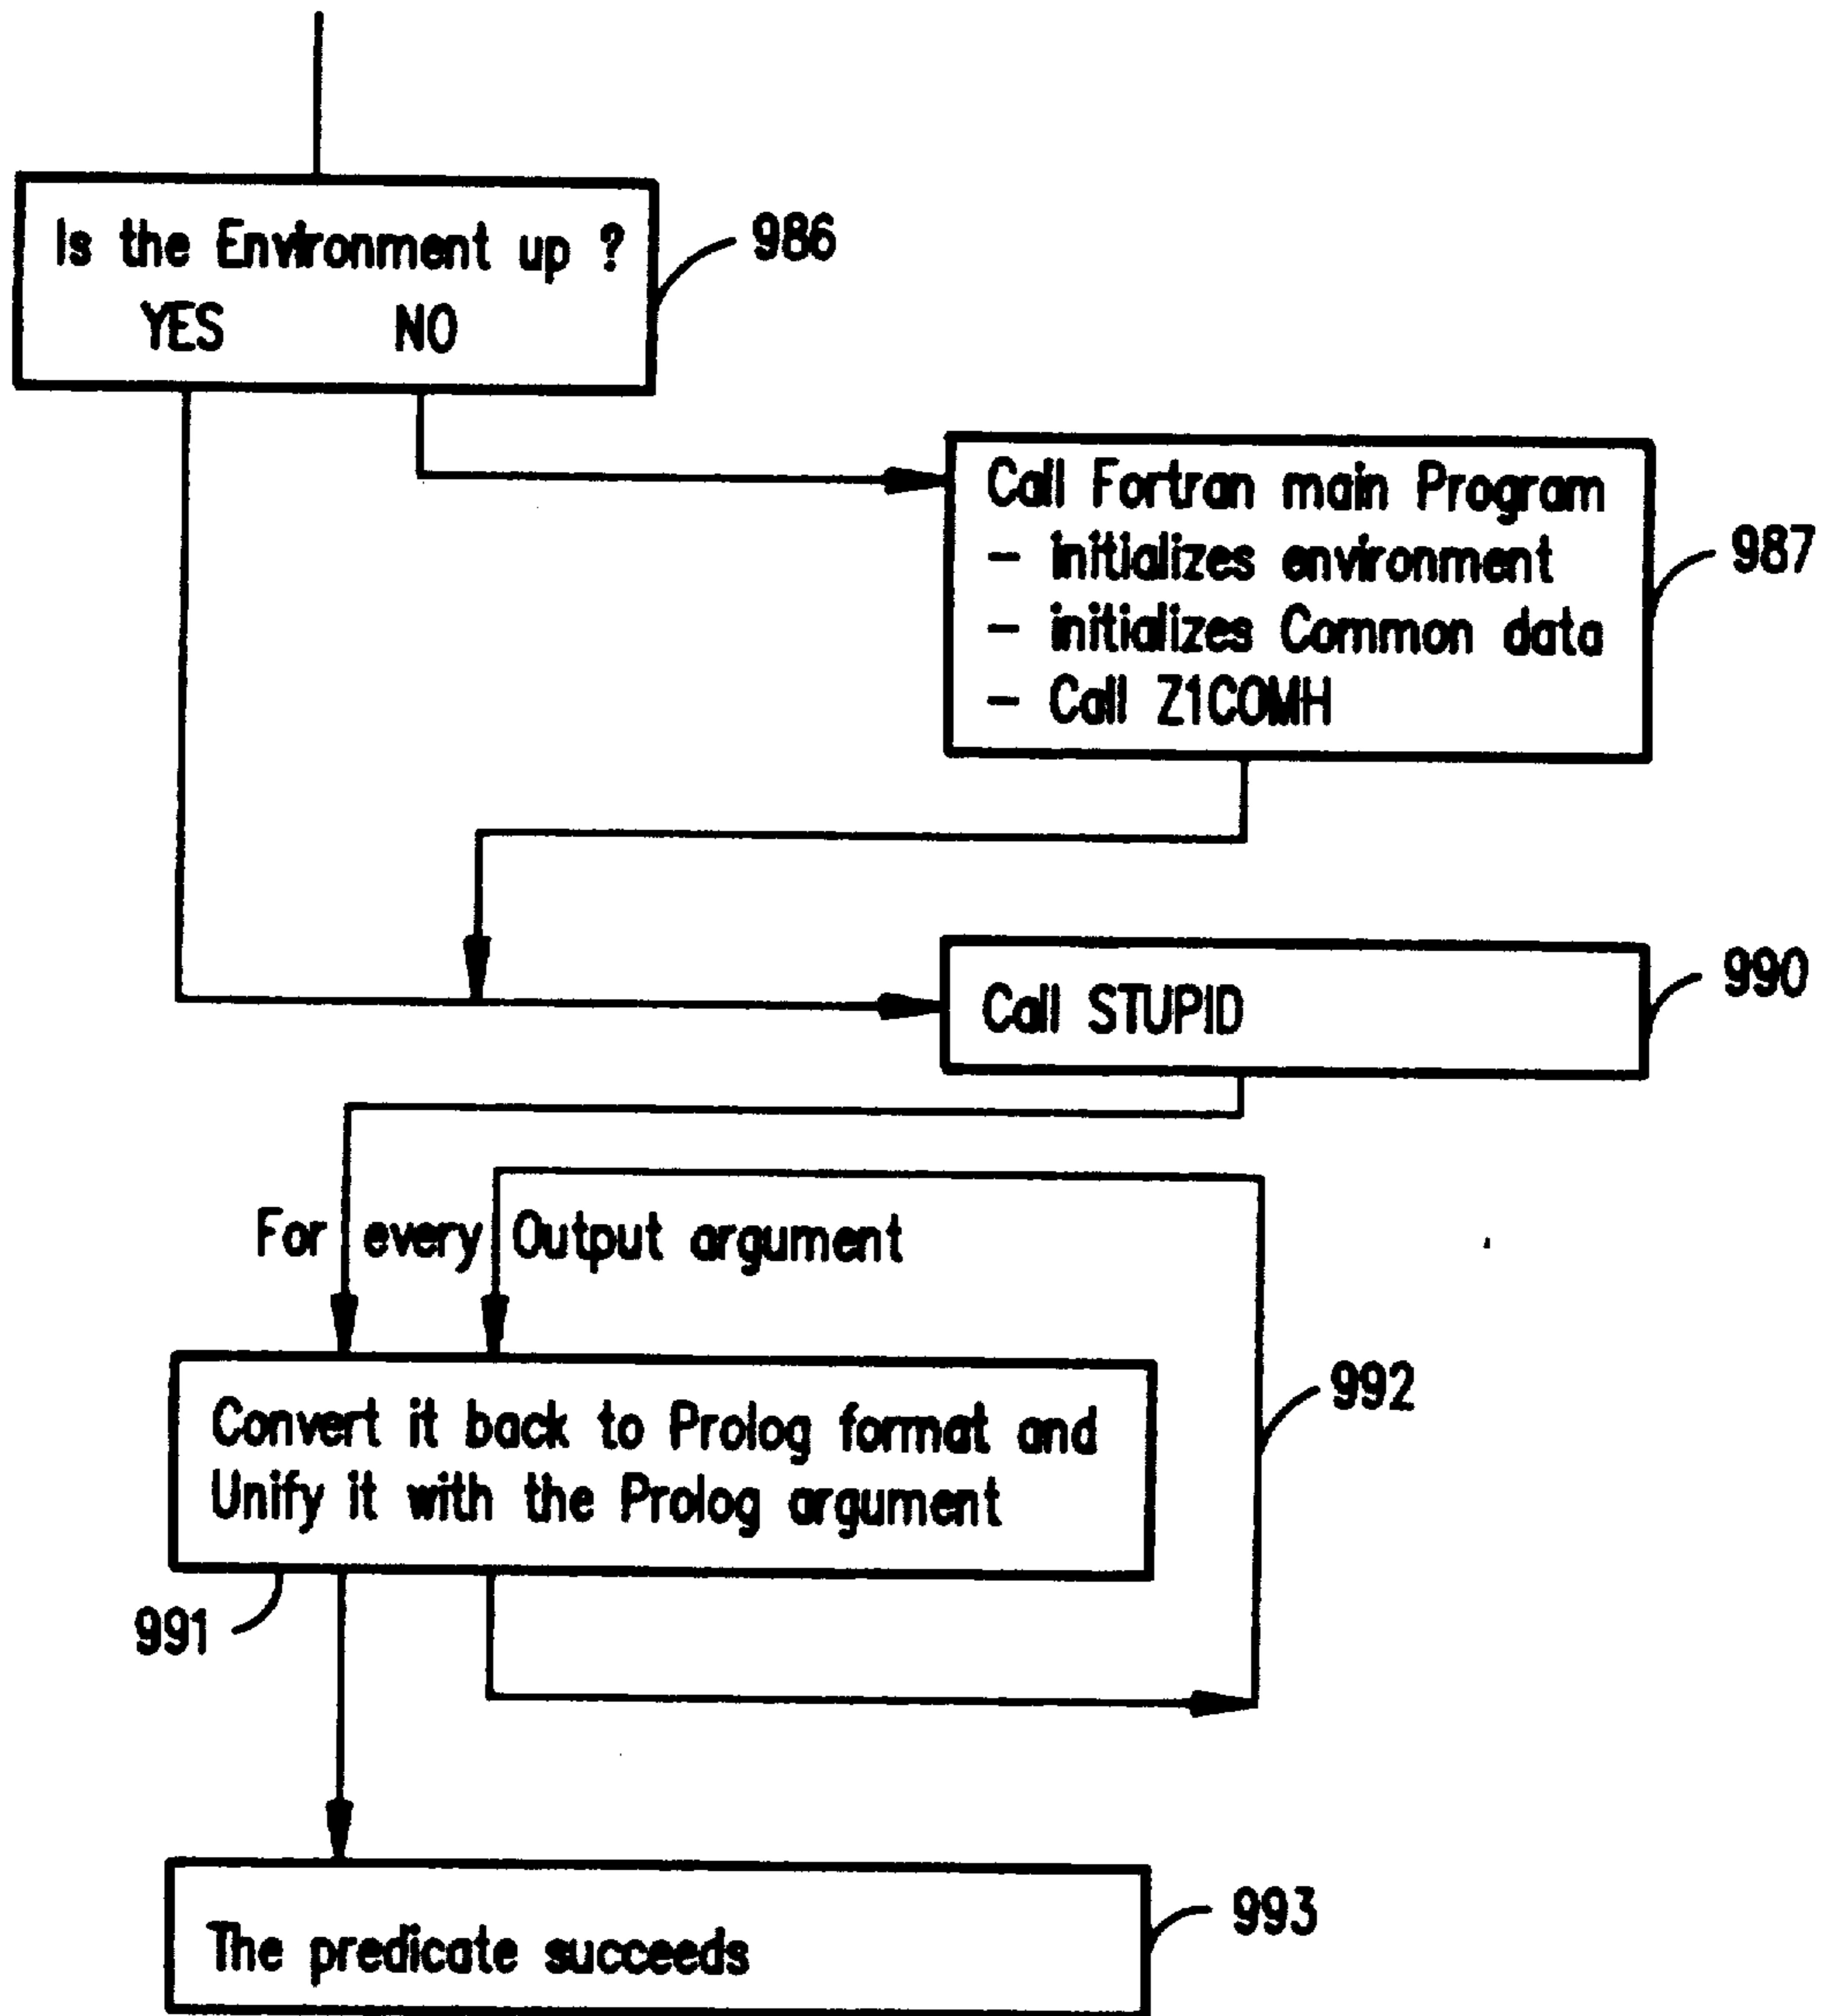 Is the Environment up ?
YES NO
986
Call Fortran main Program
- initializes environment
- initializes Common data
- Call Z1COMH
987
Call STUPID
990
For every Output argument
Convert it back to Prolog format and
Unify it with the Prolog argument
992
991
The predicate succeeds
993